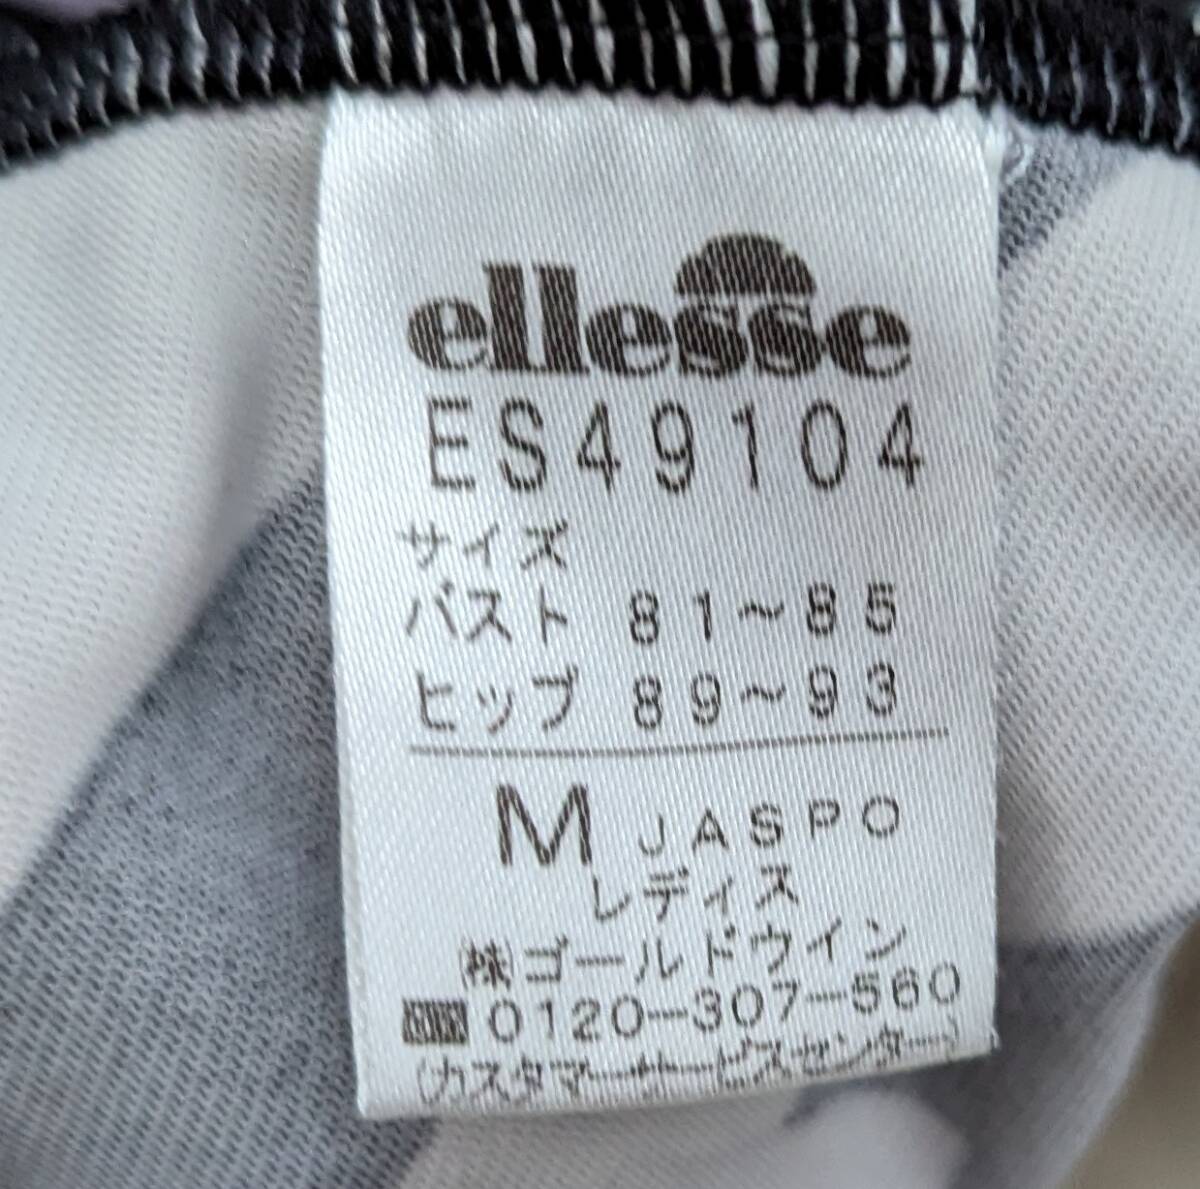 ellesse
ES49104
サイズ
バスト 81~85
ヒップ 89~93
M JASPO
レディス
㈱ゴールドウイン
0120-307-560
(カスタマーサービスセンター)